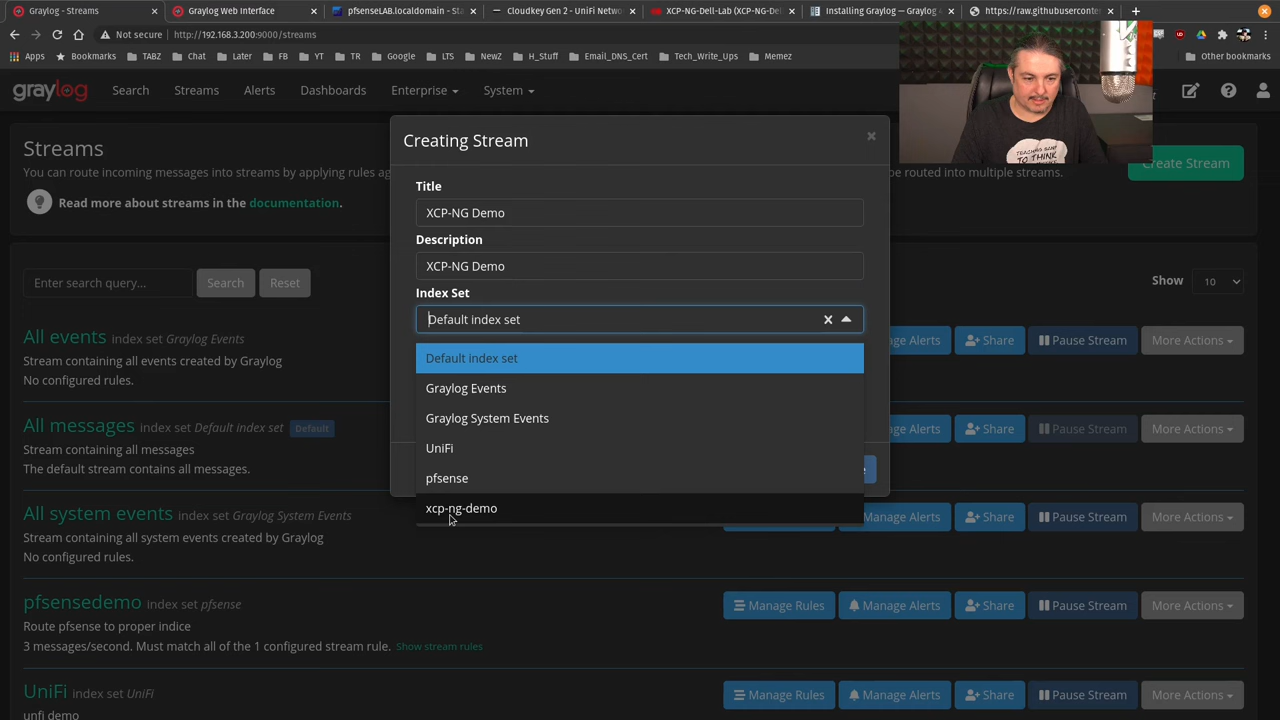 Graylog - Streams
Graylog Web Interface
pfsenseLAB.localdomain - Sta
Cloudkey Gen 2 - UniFi Netwo
XCP-NG-Dell-Lab (XCP-NG-Del
Installing Graylog — Graylog 4
https://raw.githubuserconte
Not secure
http://192.168.3.200:9000/streams
Apps
Bookmarks
TABZ
Chat
Later
FB
YT
TR
Google
LTS
NewZ
H_Stuff
Email_DNS_Cert
Tech_Write_Ups
Memez
Other bookmarks
graylog
Search
Streams
Alerts
Dashboards
Enterprise
System
TEACHING SAND
TO THINK
Streams
You can route incoming messages into streams by applying rules ag
be routed into multiple streams.
Create Stream
Read more about streams in the documentation.
Creating Stream
Title
XCP-NG Demo
Description
XCP-NG Demo
Index Set
Default index set
Default index set
Graylog Events
Graylog System Events
UniFi
pfsense
xcp-ng-demo
Enter search query...
Search
Reset
Show
10
All events index set Graylog Events
Stream containing all events created by Graylog
No configured rules.
age Alerts
Share
Pause Stream
More Actions
All messages index set Default index set Default
Stream containing all messages
The default stream contains all messages.
age Alerts
Share
Pause Stream
More Actions
All system events index set Graylog System Events
Stream containing all system events created by Graylog
No configured rules.
age Alerts
Share
Pause Stream
More Actions
pfsensedemo index set pfsense
Route pfsense to proper indice
3 messages/second. Must match all of the 1 configured stream rule. Show stream rules
Manage Rules
Manage Alerts
Share
Pause Stream
More Actions
UniFi index set UniFi
unfi demo
Manage Rules
Manage Alerts
Share
Pause Stream
More Actions